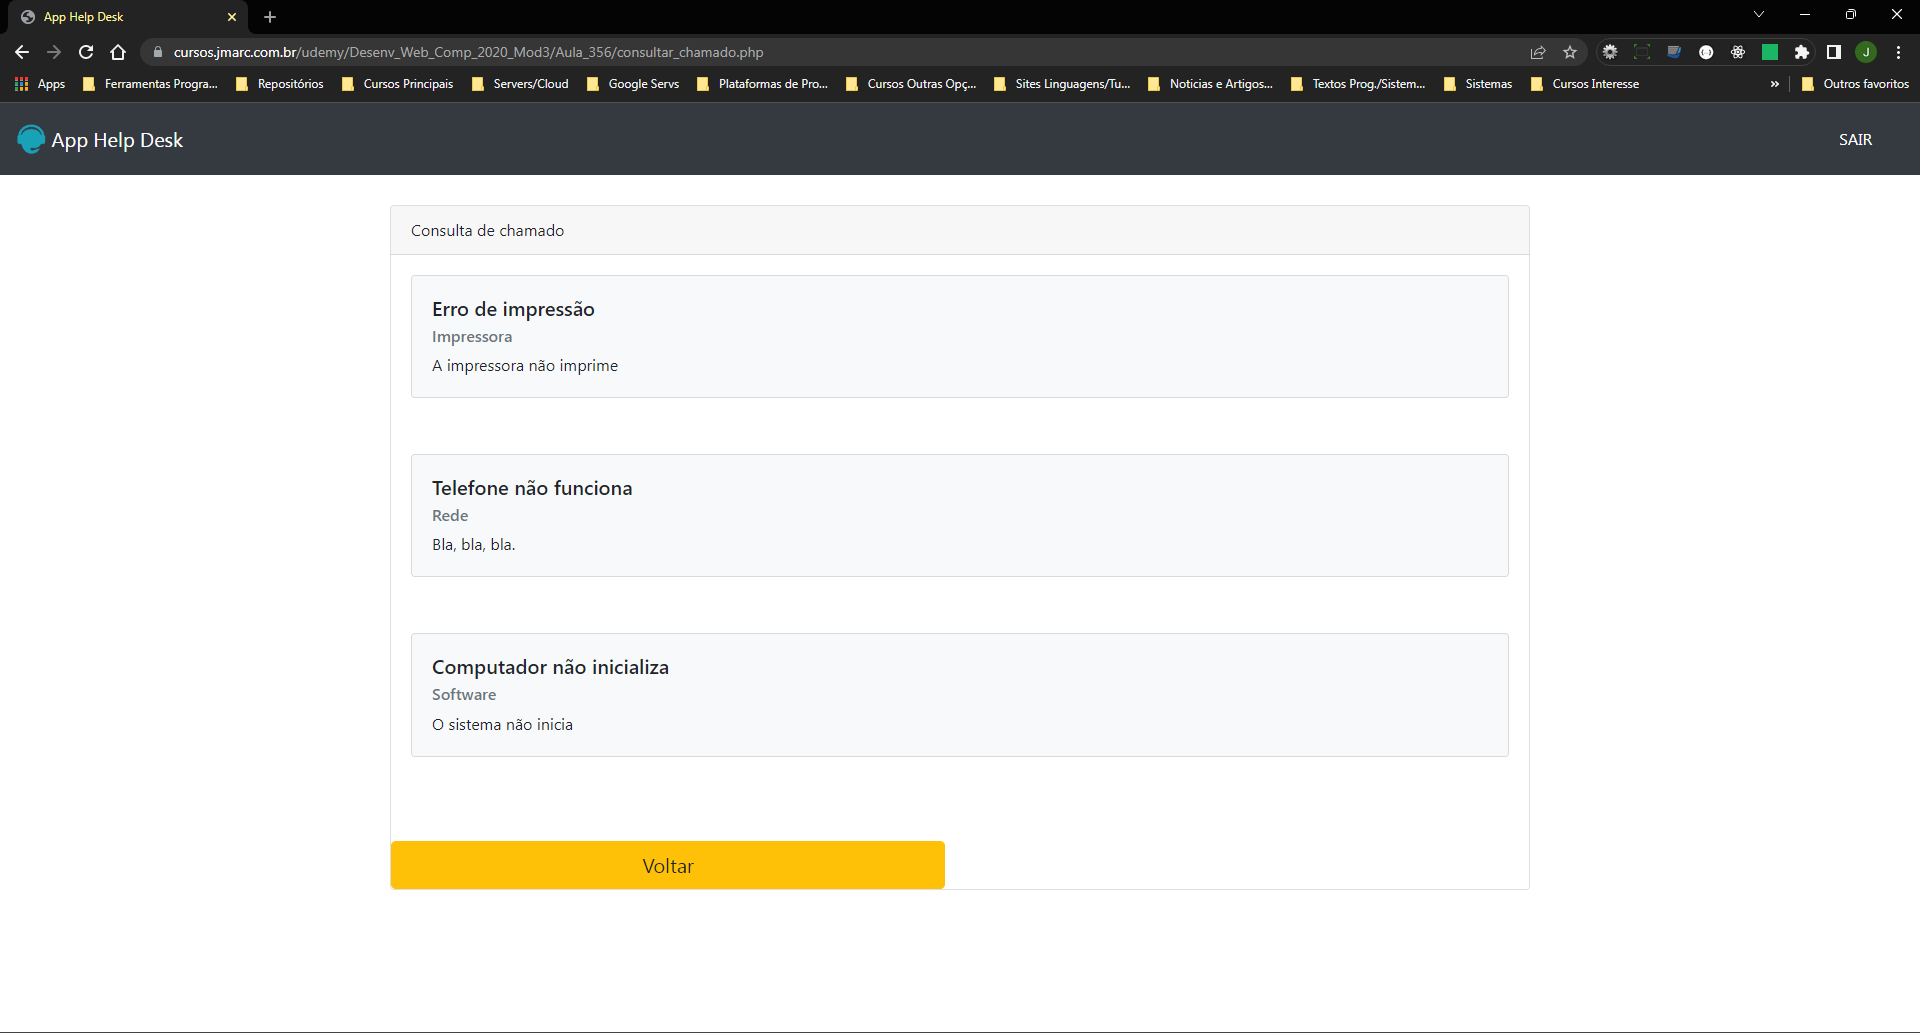 App Help Desk
cursos.jmarc.com.br/udemy/Desenv_Web_Comp_2020_Mod3/Aula_356/consultar_chamado.php
J
Apps Ferramentas Progra... Repositórios Cursos Principais Servers/Cloud Google Servs Plataformas de Pro... Cursos Outras Opç... Sites Linguagens/Tu... Noticias e Artigos... Textos Prog./Sistem... Sistemas Cursos Interesse » Outros favoritos
App Help Desk SAIR
Consulta de chamado
Erro de impressão
Impressora
A impressora não imprime
Telefone não funciona
Rede
Bla, bla, bla.
Computador não inicializa
Software
O sistema não inicia
Voltar